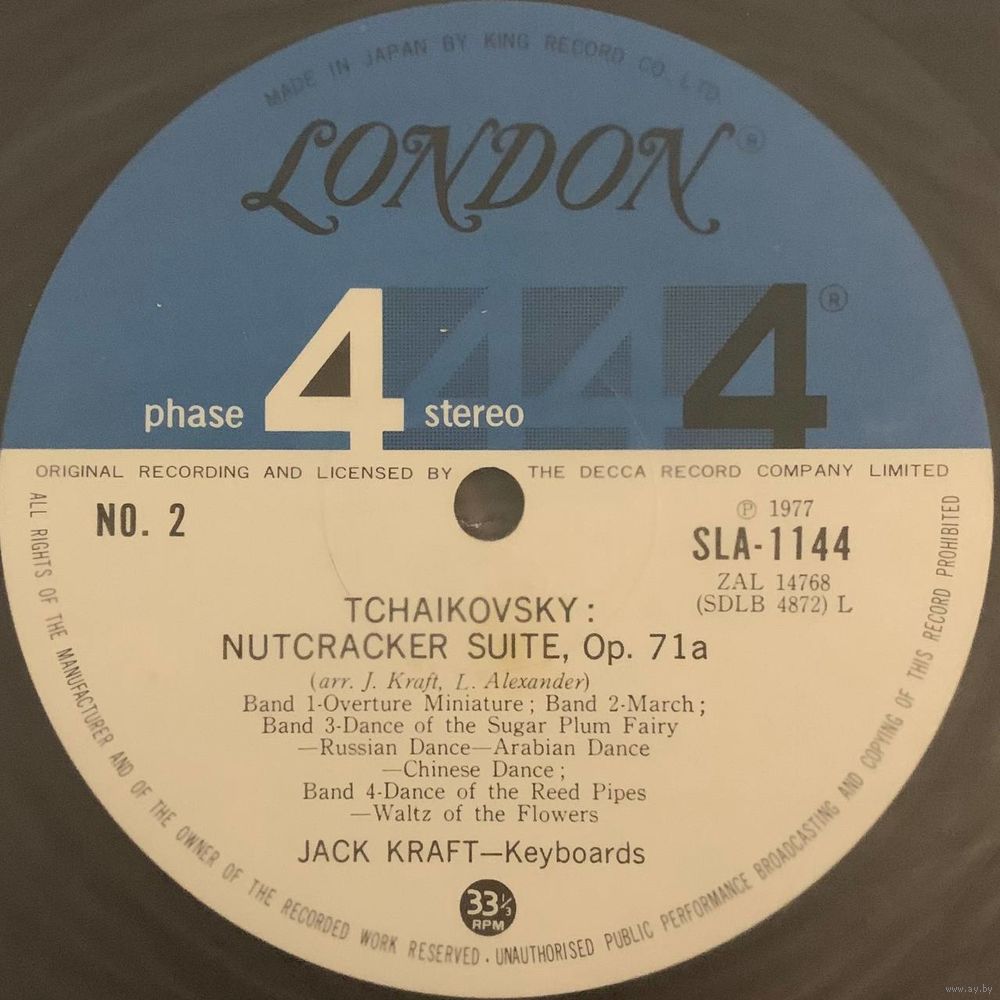 MADE IN JAPAN BY KING RECORD CO. LTD.
LONDON®
phase 4 stereo 4 4 4 ®
ORIGINAL RECORDING AND LICENSED BY THE DECCA RECORD COMPANY LIMITED
NO. 2
℗ 1977
SLA-1144
ZAL 14768
(SDLB 4872) L
TCHAIKOVSKY:
NUTCRACKER SUITE, Op. 71a
(arr. J. Kraft, L. Alexander)
Band 1-Overture Miniature; Band 2-March;
Band 3-Dance of the Sugar Plum Fairy
—Russian Dance—Arabian Dance
—Chinese Dance;
Band 4-Dance of the Reed Pipes
—Waltz of the Flowers
JACK KRAFT—Keyboards
33⅓
RPM
ALL RIGHTS OF THE MANUFACTURER AND OF THE OWNER OF THE RECORDED WORK RESERVED. UNAUTHORISED PUBLIC PERFORMANCE BROADCASTING AND COPYING OF THIS RECORD PROHIBITED
www.ay.by